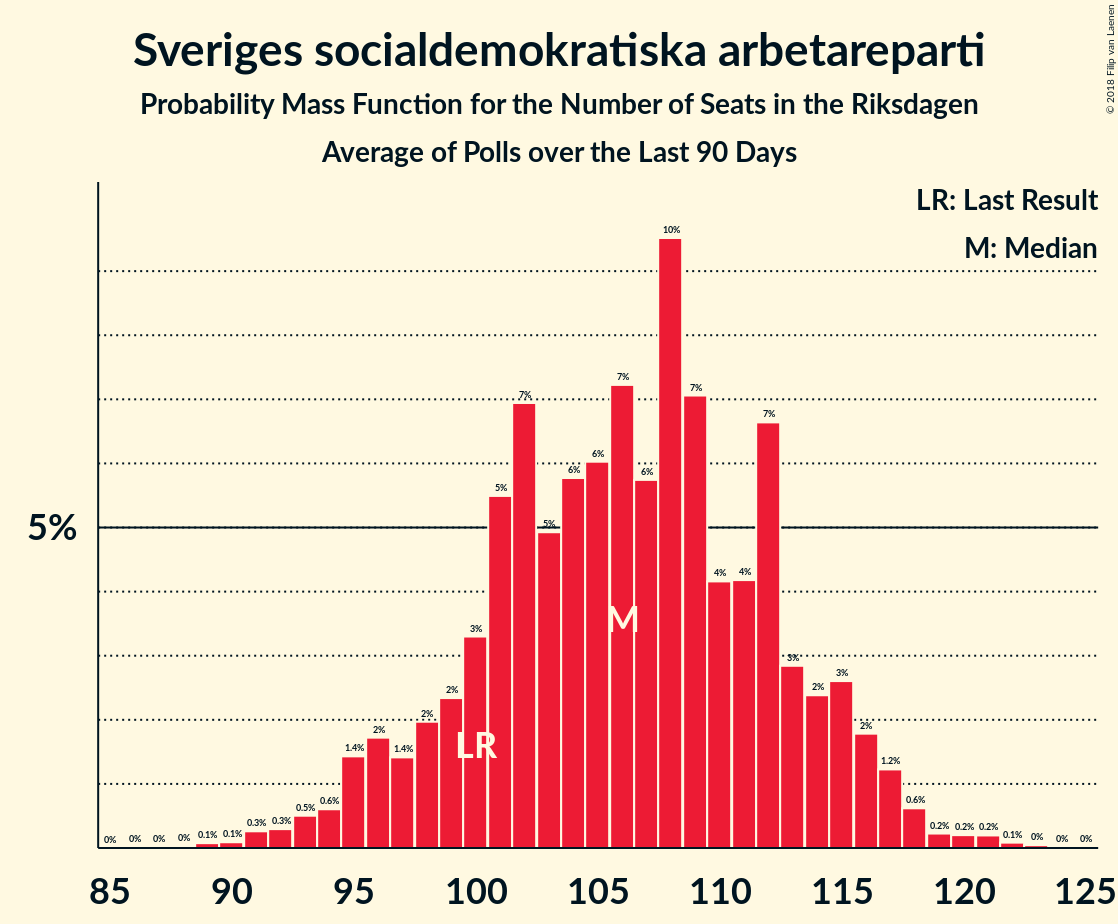 Sveriges socialdemokratiska arbetareparti
Probability Mass Function for the Number of Seats in the Riksdagen
Average of Polls over the Last 90 Days
© 2018 Filip van Laenen
LR: Last Result
M: Median
5%
0% 0% 0% 0% 0.1% 0.1% 0.3% 0.3% 0.5% 0.6% 1.4% 2% 1.4% 2% 2% 3% 5% 7% 5% 6% 6% 7% 6% 10% 7% 4% 4% 7% 3% 2% 3% 2% 1.2% 0.6% 0.2% 0.2% 0.2% 0.1% 0% 0% 0%
LR
M
85 90 95 100 105 110 115 120 125